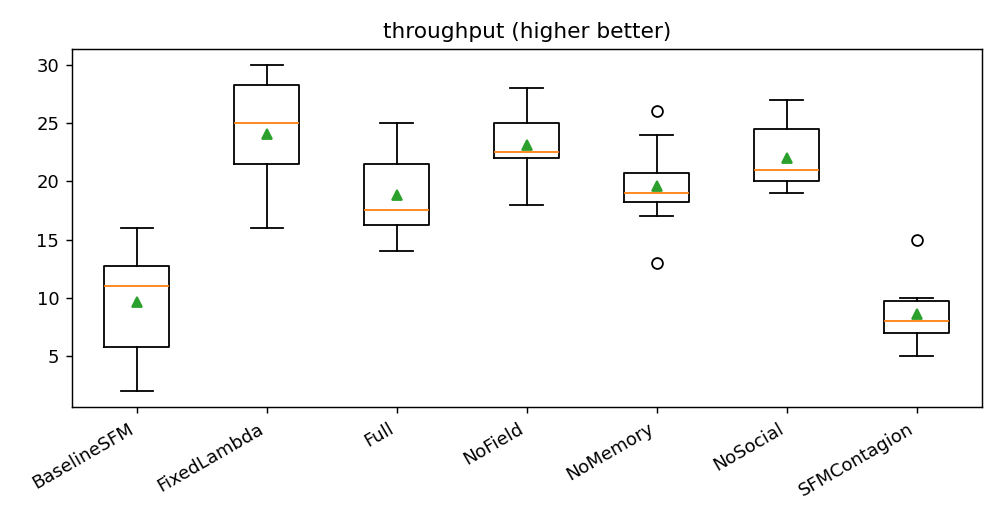 throughput (higher better)
30
25
20
15
10
5
BaselineSFM
FixedLambda
Full
NoField
NoMemory
NoSocial
SFMContagion